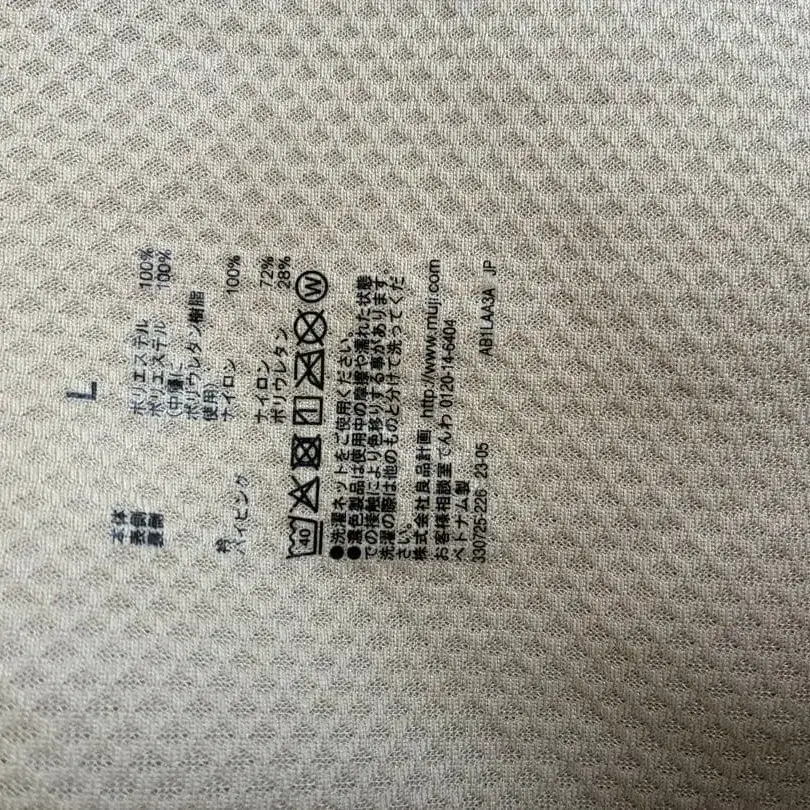 L
本体
表側 ポリエステル 100%
裏側 ポリエステル 100%
(中層に
ポリウレタン樹脂
使用)
衿 ナイロン 100%
パイピング
ナイロン 72%
ポリウレタン 28%
40 W
●洗濯ネットをご使用ください。
●濃色製品は使用中の摩擦や濡れた状態
での接触により色移りする事があります。
洗濯の際は他のものと分けて洗ってくだ
さい。
株式会社良品計画 http://www.muji.com
お客様相談室 でんわ 0120-14-6404
ベトナム製 AB1LAA3A JP
330725-226 23-05